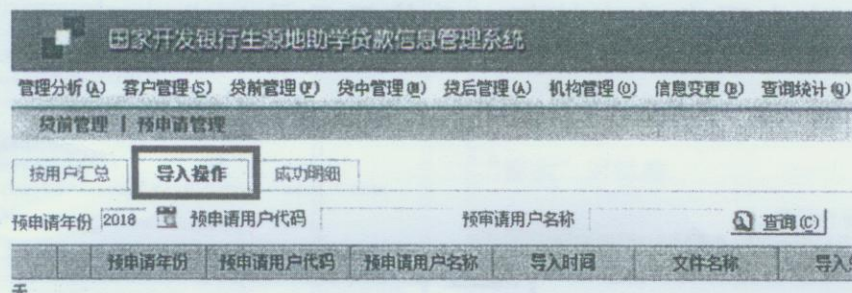 国家开发银行生源地助学贷款信息管理系统
管理分析(A) 客户管理(S) 贷前管理(F) 贷中管理(M) 贷后管理(A) 机构管理(O) 信息变更(B) 查询统计(Q)
贷前管理 | 预申请管理
按用户汇总 导入操作 成功明细
预申请年份 2018 预申请用户代码 预审请用户名称 查询(C)
预申请年份 预申请用户代码 预申请用户名称 导入时间 文件名称 导入